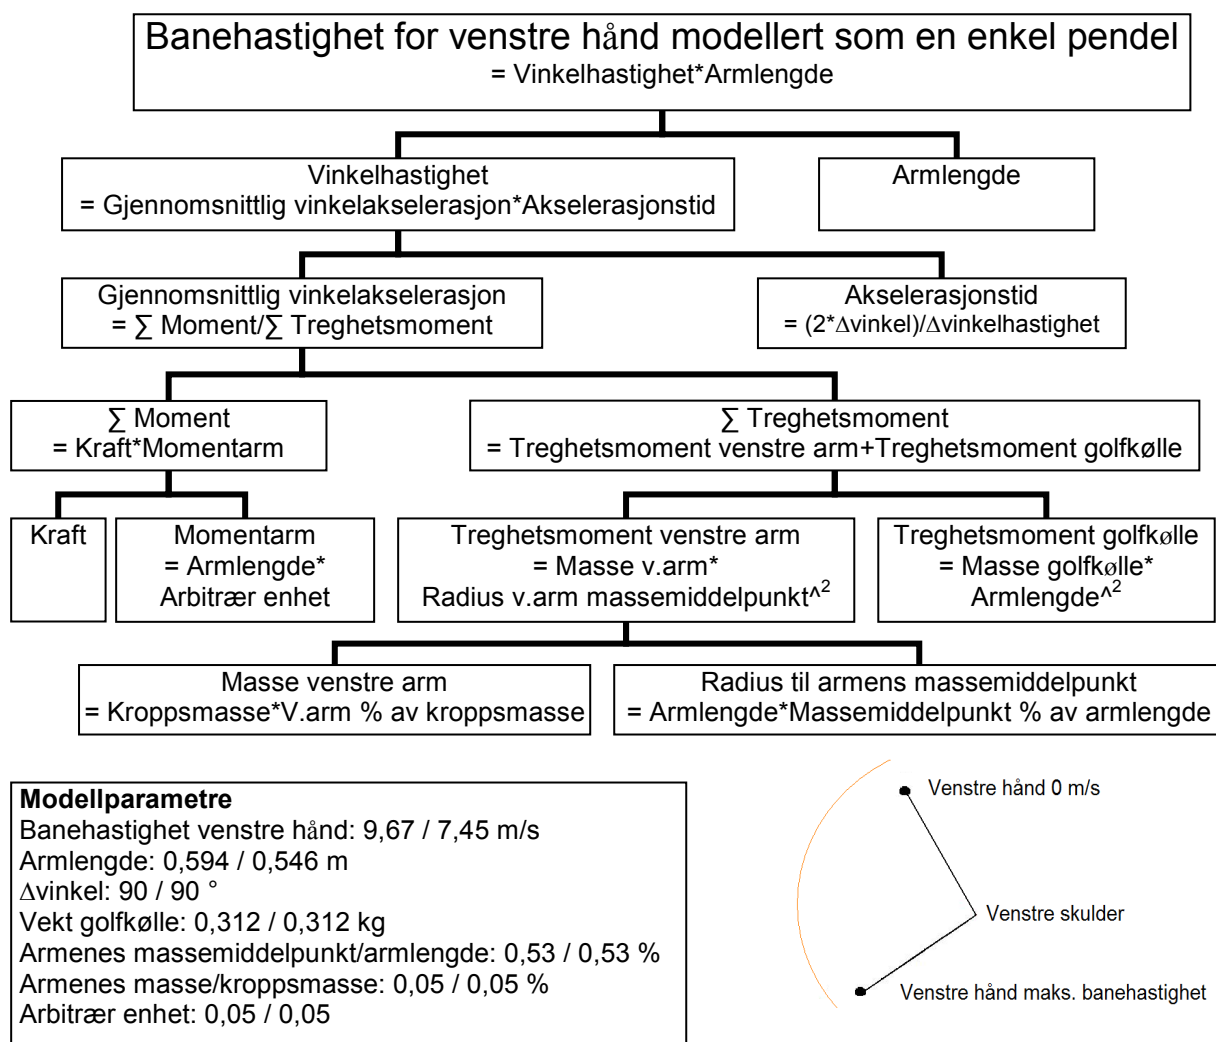 Banehastighet for venstre hånd modellert som en enkel pendel
= Vinkelhastighet*Armlengde
Vinkelhastighet
= Gjennomsnittlig vinkelakselerasjon*Akselerasjonstid
Armlengde
Gjennomsnittlig vinkelakselerasjon
= ∑ Moment/∑ Treghetsmoment
Akselerasjonstid
= (2*∆vinkel)/∆vinkelhastighet
∑ Moment
= Kraft*Momentarm
∑ Treghetsmoment
= Treghetsmoment venstre arm+Treghetsmoment golfkølle
Kraft
Momentarm
= Armlengde*
Arbitrær enhet
Treghetsmoment venstre arm
= Masse v.arm*
Radius v.arm massemiddelpunkt^²
Treghetsmoment golfkølle
= Masse golfkølle*
Armlengde^²
Masse venstre arm
= Kroppsmasse*V.arm % av kroppsmasse
Radius til armens massemiddelpunkt
= Armlengde*Massemiddelpunkt % av armlengde
Modellparametre
Banehastighet venstre hånd: 9,67 / 7,45 m/s
Armlengde: 0,594 / 0,546 m
∆vinkel: 90 / 90 °
Vekt golfkølle: 0,312 / 0,312 kg
Armenes massemiddelpunkt/armlengde: 0,53 / 0,53 %
Armenes masse/kroppsmasse: 0,05 / 0,05 %
Arbitrær enhet: 0,05 / 0,05
Venstre hånd 0 m/s
Venstre skulder
Venstre hånd maks. banehastighet